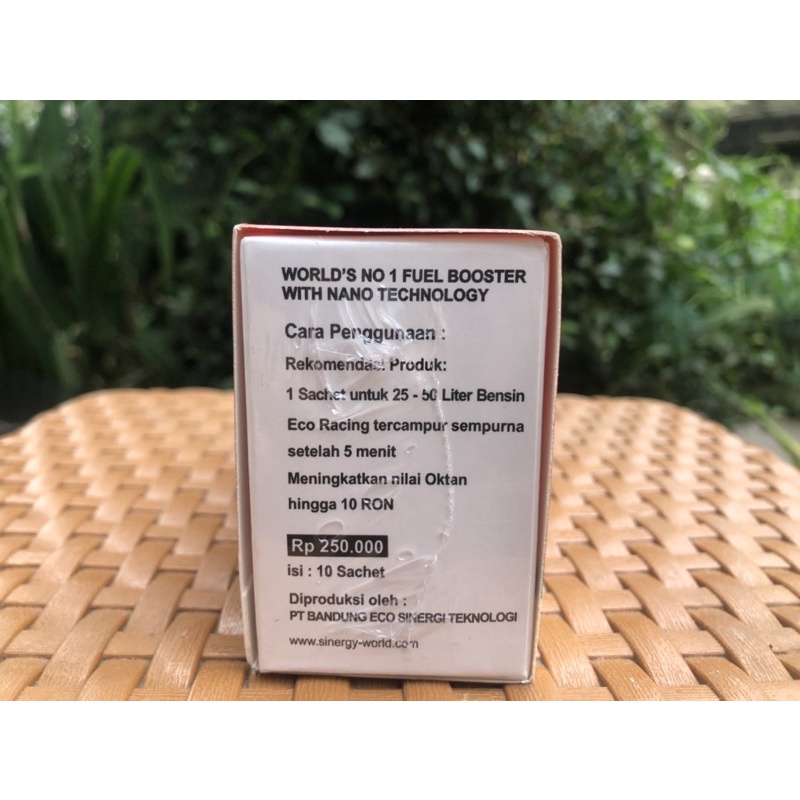 WORLD'S NO 1 FUEL BOOSTER
WITH NANO TECHNOLOGY
Cara Penggunaan :
Rekomendasi Produk:
1 Sachet untuk 25 - 50 Liter Bensin
Eco Racing tercampur sempurna
setelah 5 menit
Meningkatkan nilai Oktan
hingga 10 RON
Rp 250.000
isi : 10 Sachet
Diproduksi oleh :
PT BANDUNG ECO SINERGI TEKNOLOGI
www.sinergy-world.com